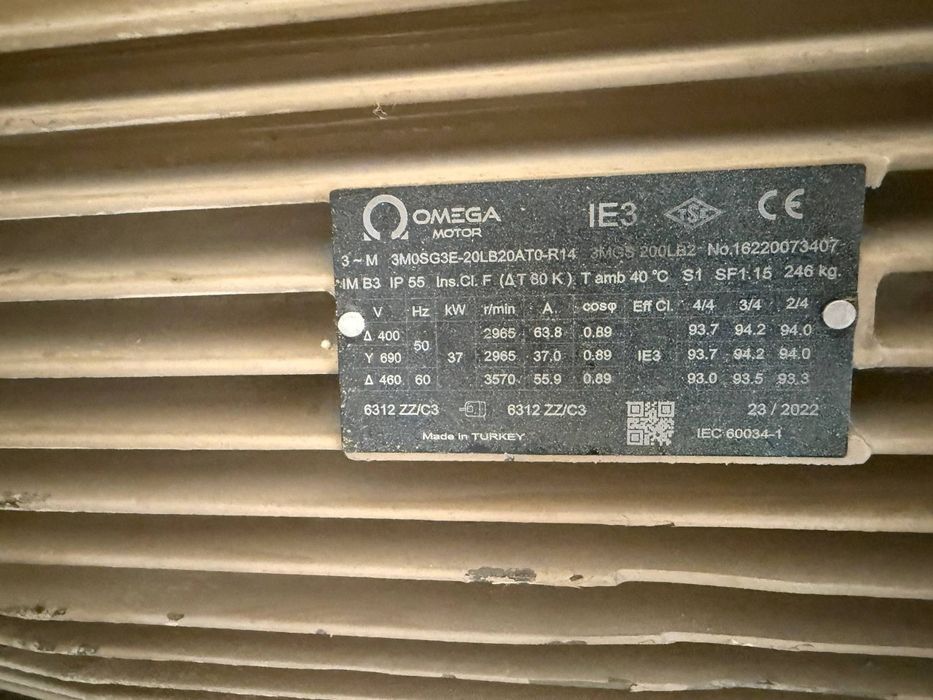 OMEGA
MOTOR
IE3 TSE CE
3~M 3M0SG3E-20LB20AT0-R14 3MGS 200LB2 No.16220073407
IM B3 IP 55 Ins.Cl. F (ΔT 80 K) T amb 40 °C S1 SF1.15 246 kg.
V Hz kW r/min A. cosφ Eff Cl. 4/4 3/4 2/4
Δ 400 50 37 2965 63.8 0.89 IE3 93.7 94.2 94.0
Y 690 2965 37.0 0.89 93.7 94.2 94.0
Δ 460 60 3570 55.9 0.89 93.0 93.5 93.3
6312 ZZ/C3 6312 ZZ/C3 23 / 2022
Made in TURKEY IEC 60034-1